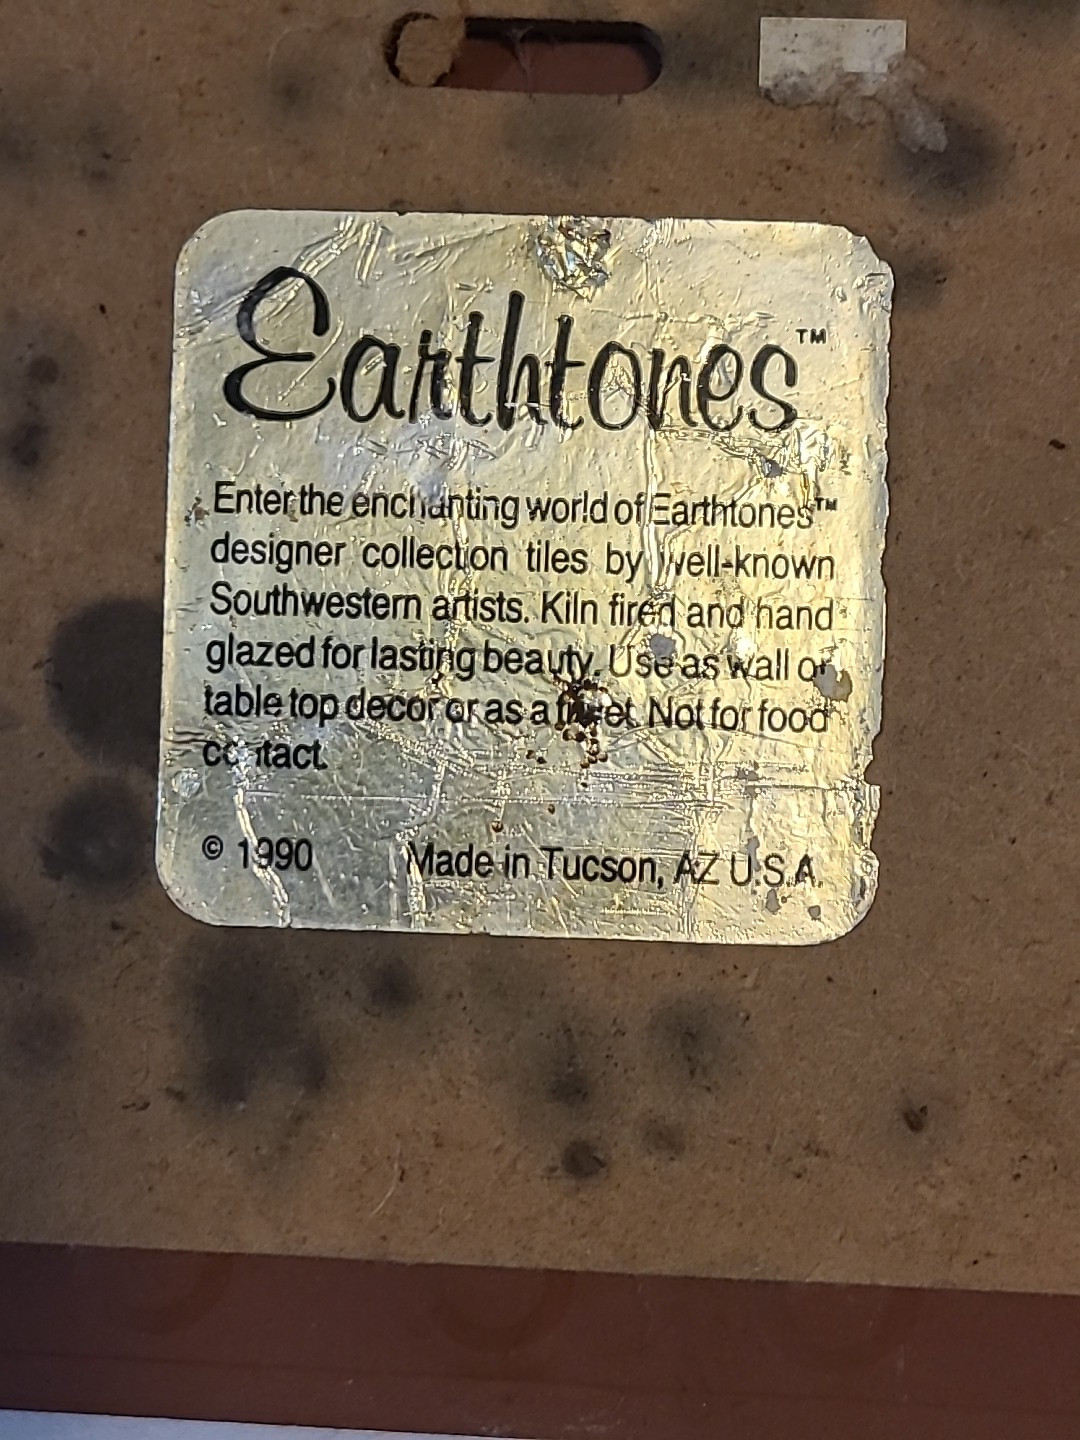 Earthtones™
Enter the enchanting world of Earthtones™
designer collection tiles by well-known
Southwestern artists. Kiln fired and hand
glazed for lasting beauty. Use as wall or
table top decor or as a trivet. Not for food
contact.
© 1990 Made in Tucson, AZ U.S.A.